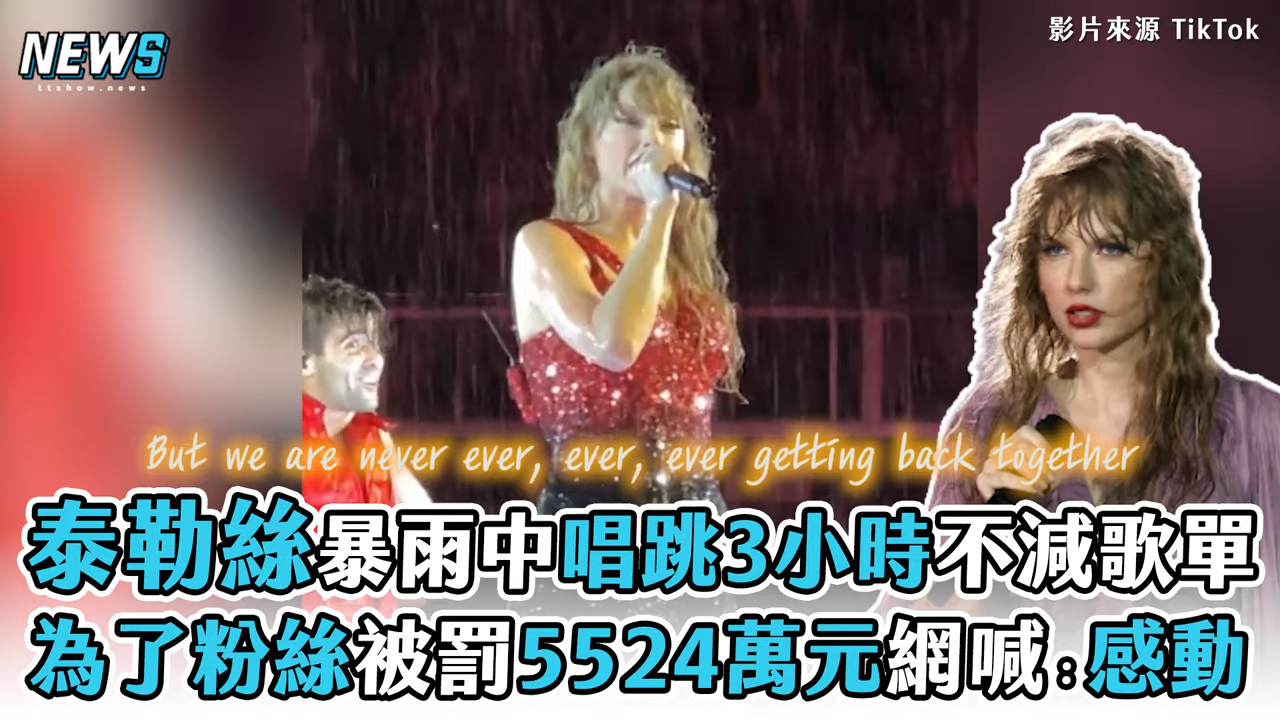 NEWS
ttshow.news
影片來源 TikTok
But we are never ever, ever, ever getting back together
泰勒絲暴雨中唱跳3小時不減歌單
為了粉絲被罰5524萬元網喊:感動